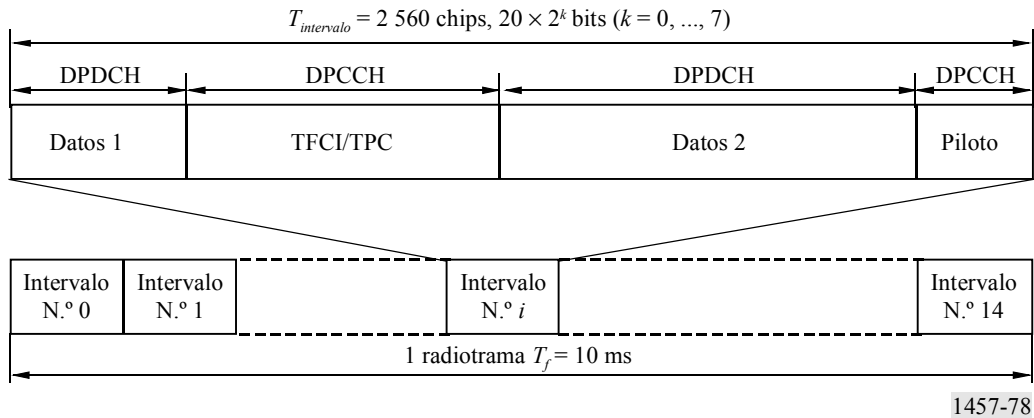 T_intervalo = 2 560 chips, 20 × 2^k bits (k = 0, ..., 7)
DPDCH DPCCH DPDCH DPCCH
Datos 1 TFCI/TPC Datos 2 Piloto
Intervalo N.º 0
Intervalo N.º 1
Intervalo N.º i
Intervalo N.º 14
1 radiotrama T_f = 10 ms
1457-78